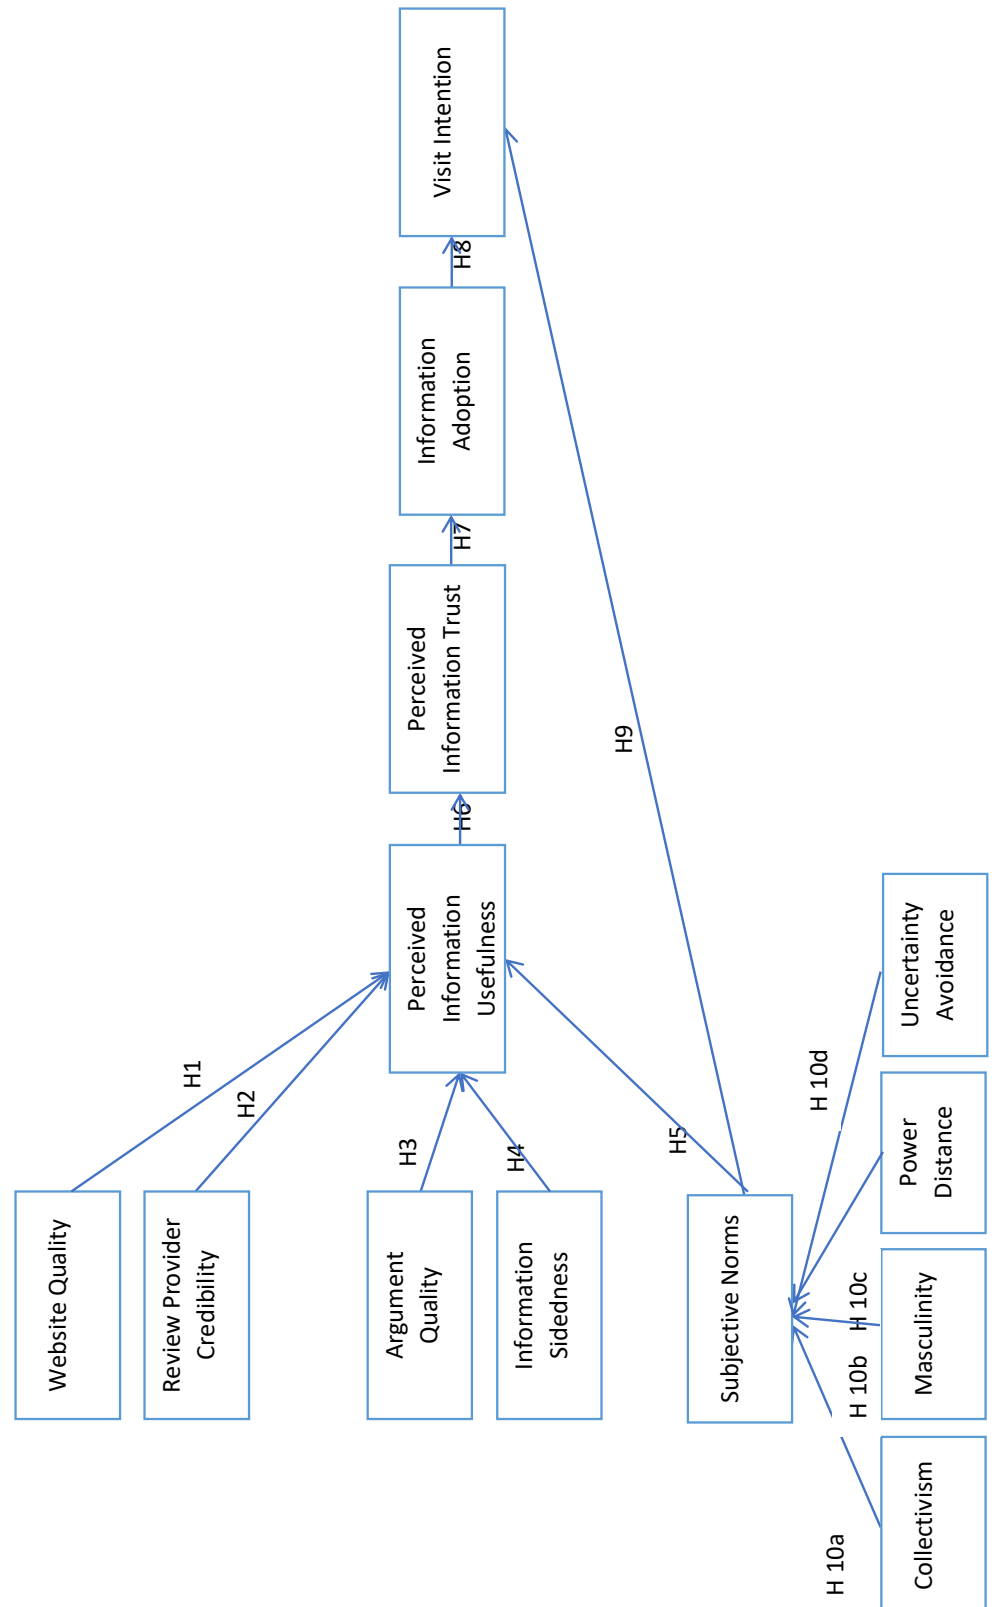 Website Quality
Review Provider
Credibility
Argument
Quality
Information
Sidedness
Subjective Norms
H1
H2
H3
H4
H5
Perceived
Information
Usefulness
H6
Perceived
Information Trust
H7
Information
Adoption
H8
Visit Intention
H9
H 10a
H 10b
H 10c
H 10d
Collectivism
Masculinity
Power
Distance
Uncertainty
Avoidance